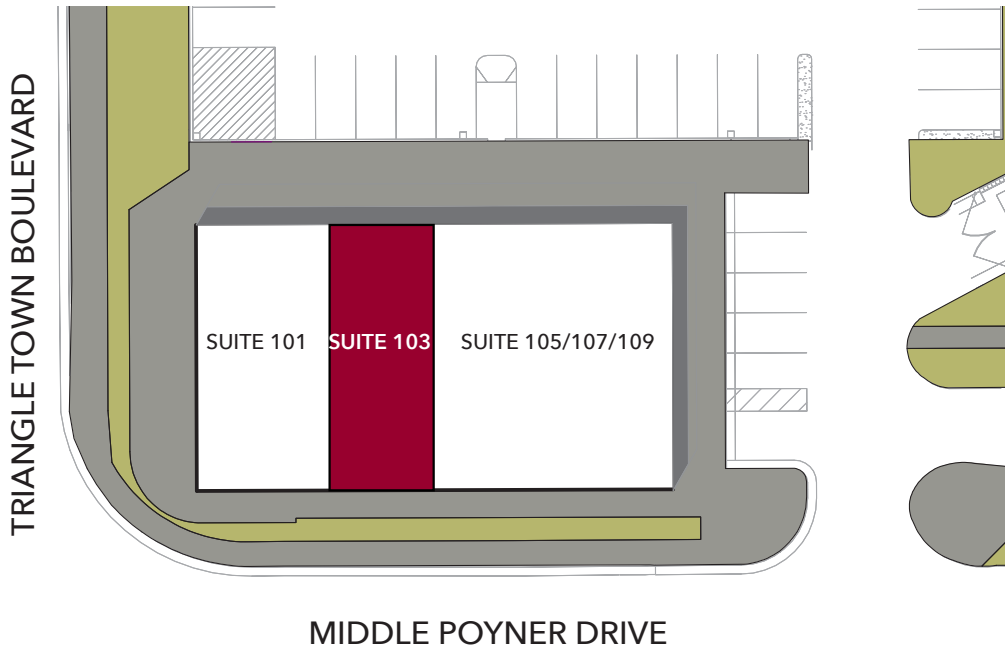 TRIANGLE TOWN BOULEVARD
SUITE 101
SUITE 103
SUITE 105/107/109
MIDDLE POYNER DRIVE